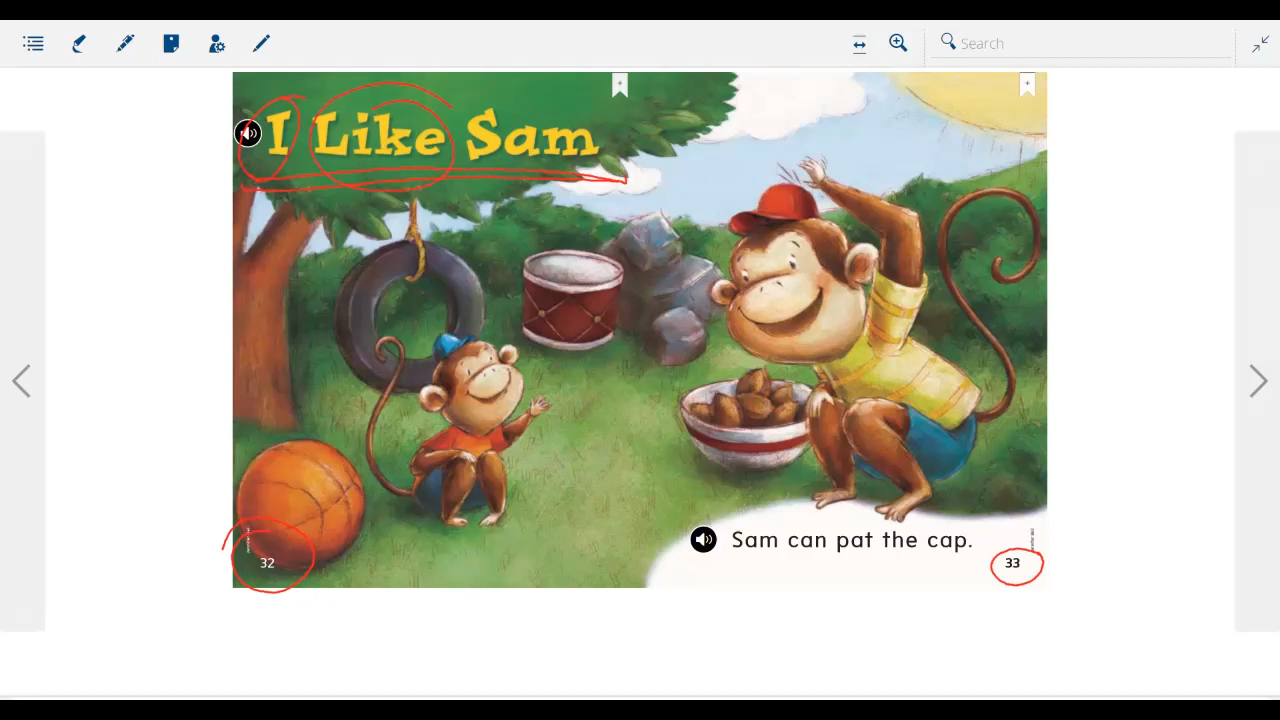 Search
I Like Sam
Sam can pat the cap.
32
33